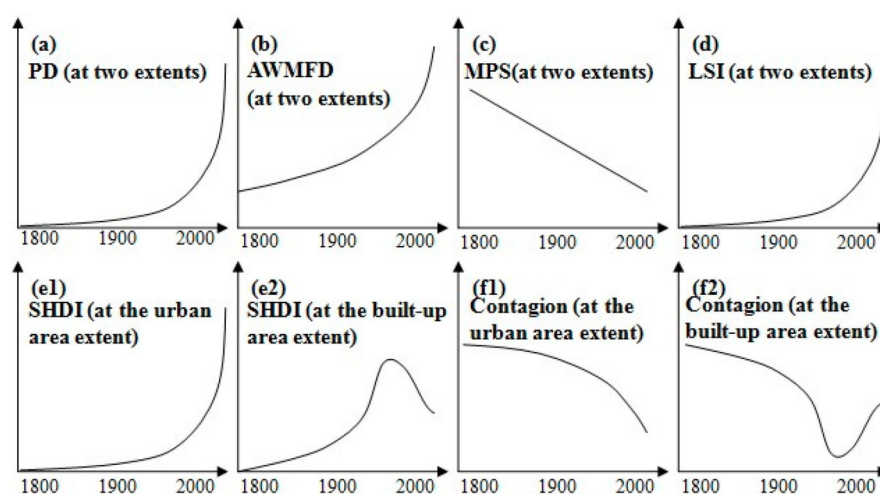 (a)
PD (at two extents)
1800 1900 2000
(b)
AWMFD
(at two extents)
1800 1900 2000
(c)
MPS(at two extents)
1800 1900 2000
(d)
LSI (at two extents)
1800 1900 2000
(e1)
SHDI (at the urban
area extent)
1800 1900 2000
(e2)
SHDI (at the built-up
area extent)
1800 1900 2000
(f1)
Contagion (at the
urban area extent)
1800 1900 2000
(f2)
Contagion (at the
built-up area extent)
1800 1900 2000